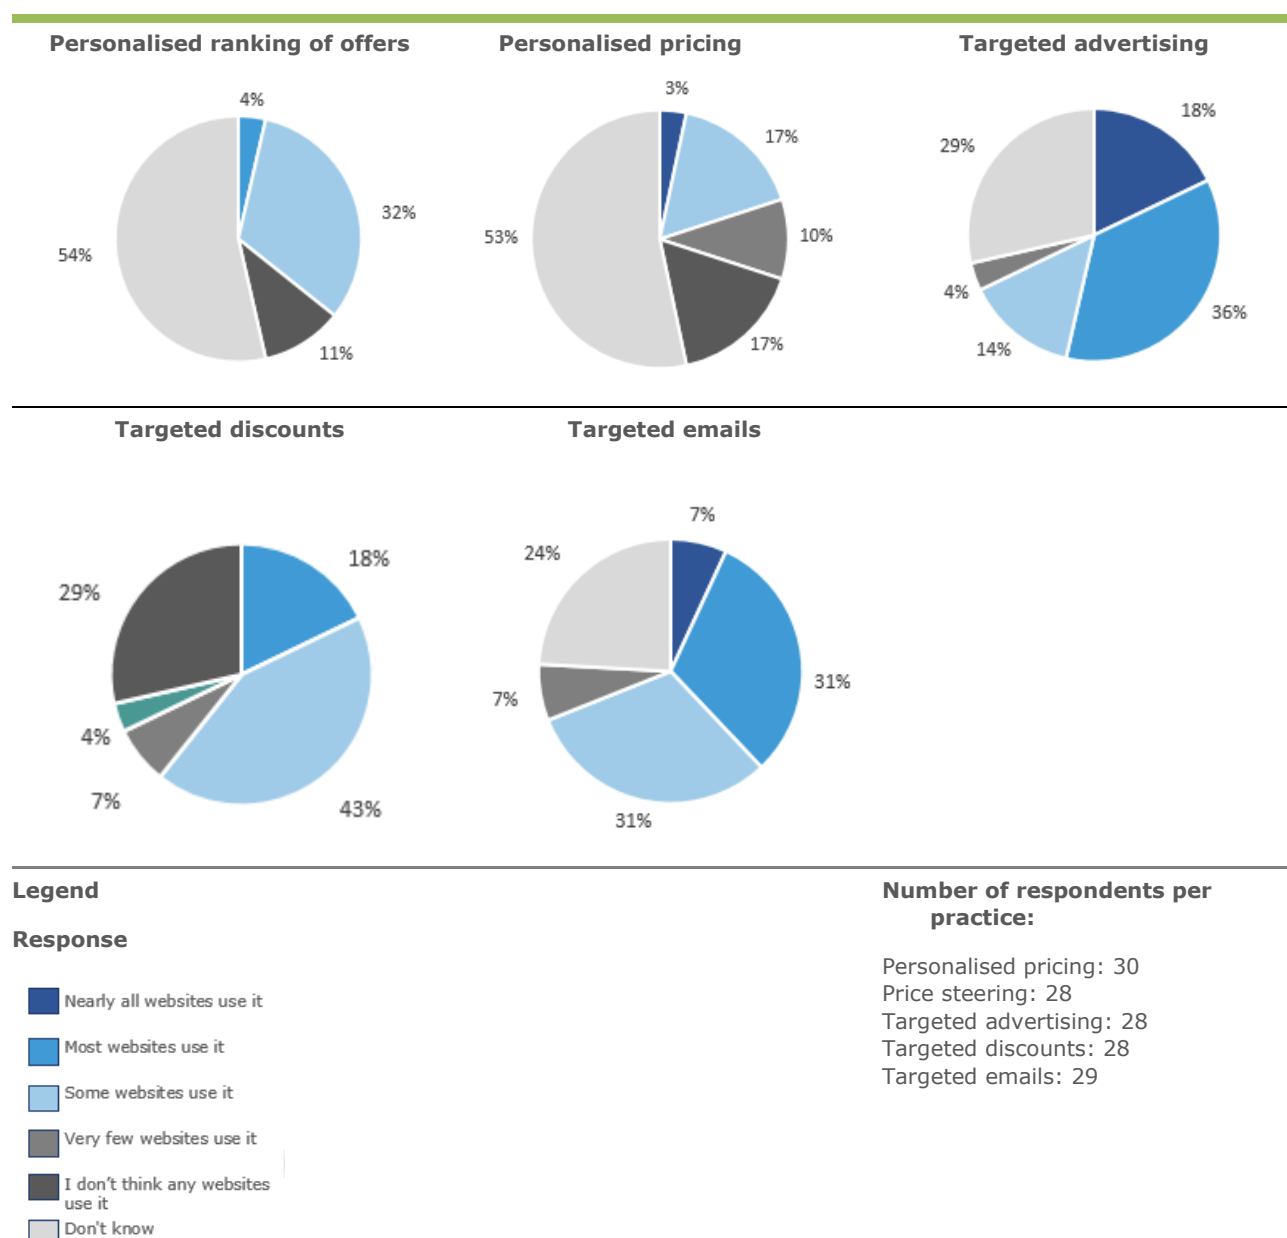 Personalised ranking of offers
Personalised pricing
Targeted advertising
4%
32%
11%
54%
3%
17%
10%
17%
53%
18%
36%
14%
4%
29%
Targeted discounts
Targeted emails
18%
43%
7%
4%
29%
7%
31%
31%
7%
24%
Legend
Response
Nearly all websites use it
Most websites use it
Some websites use it
Very few websites use it
I don't think any websites
use it
Don't know
Number of respondents per
practice:
Personalised pricing: 30
Price steering: 28
Targeted advertising: 28
Targeted discounts: 28
Targeted emails: 29